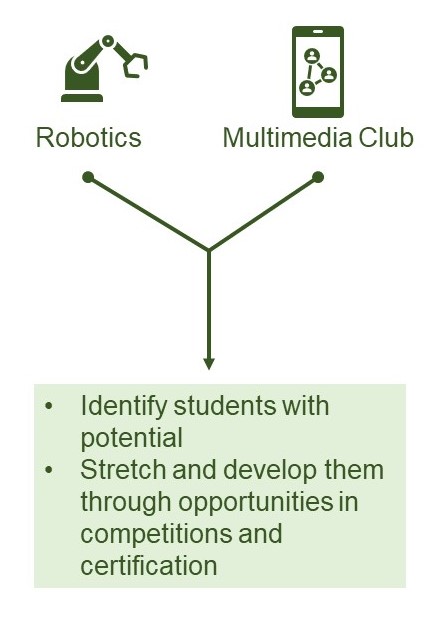 Robotics
Multimedia Club
• Identify students with
potential
• Stretch and develop them
through opportunities in
competitions and
certification